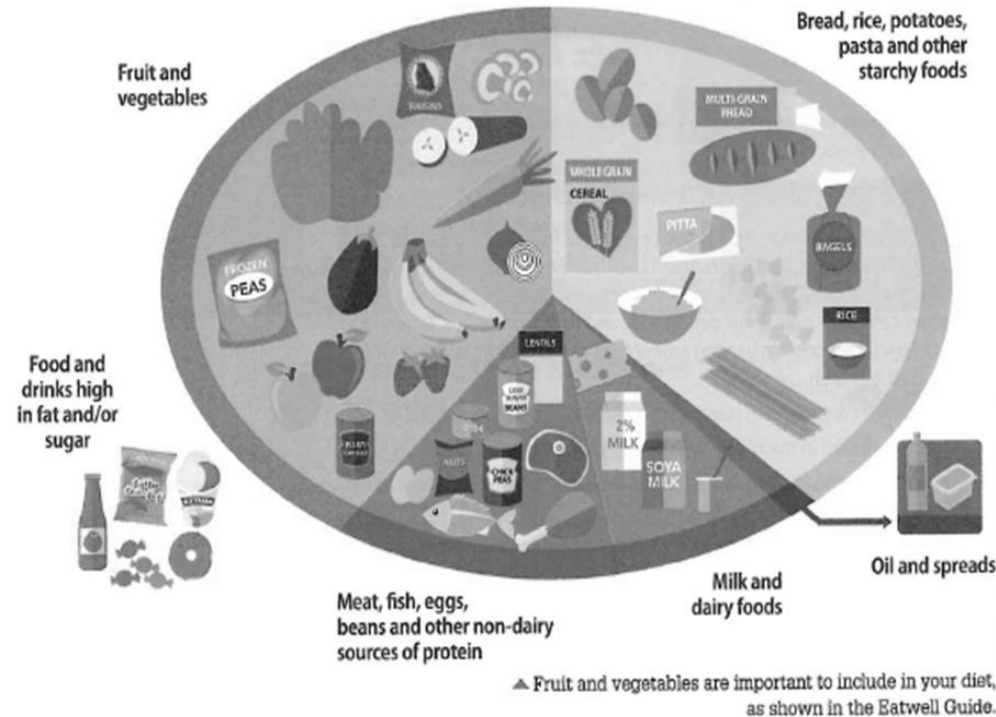 Fruit and
vegetables
Bread, rice, potatoes,
pasta and other
starchy foods
RAISINS
MULTI-GRAIN
BREAD
WHOLE GRAIN
CEREAL
PITTA
BAGELS
FROZEN
PEAS
RICE
LENTILS
BEANS
2%
MILK
NUTS
CHICK
PEAS
SOYA
MILK
Food and
drinks high
in fat and/or
sugar
Oil and spreads
Meat, fish, eggs,
beans and other non-dairy
sources of protein
Milk and
dairy foods
▲ Fruit and vegetables are important to include in your diet,
as shown in the Eatwell Guide.